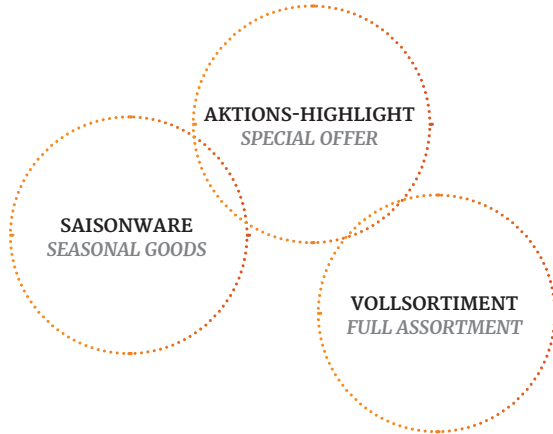 AKTIONS-HIGHLIGHT
SPECIAL OFFER
SAISONWARE
SEASONAL GOODS
VOLLSORTIMENT
FULL ASSORTMENT